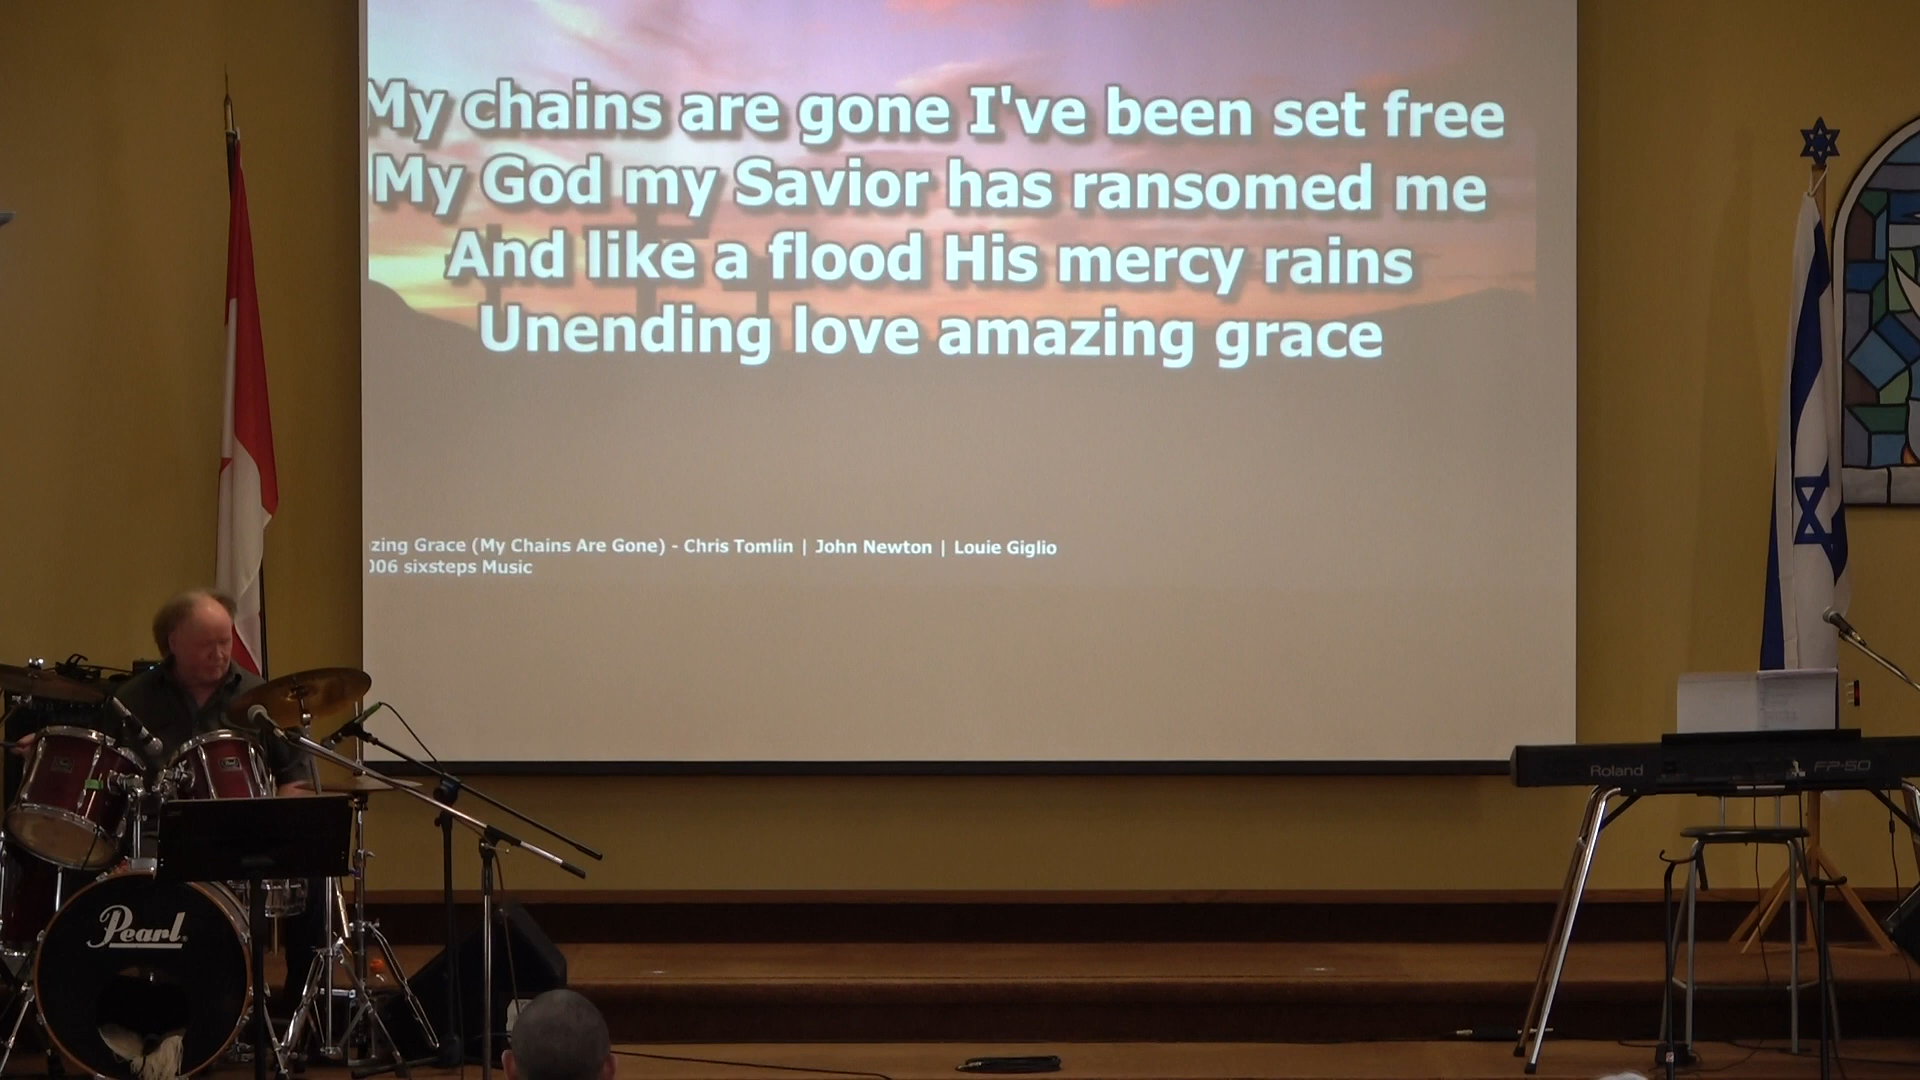 My chains are gone I've been set free
My God my Savior has ransomed me
And like a flood His mercy rains
Unending love amazing grace
zing Grace (My Chains Are Gone) - Chris Tomlin | John Newton | Louie Giglio
006 sixsteps Music
Roland
FP-50
Pearl